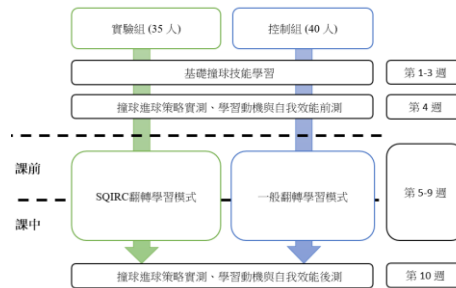 實驗組 (35 人)
控制組 (40 人)
基礎撞球技能學習
第 1-3 週
撞球進球策略實測、學習動機與自我效能前測
第 4 週
課前
SQIRC翻轉學習模式
一般翻轉學習模式
第 5-9 週
課中
撞球進球策略實測、學習動機與自我效能後測
第 10 週